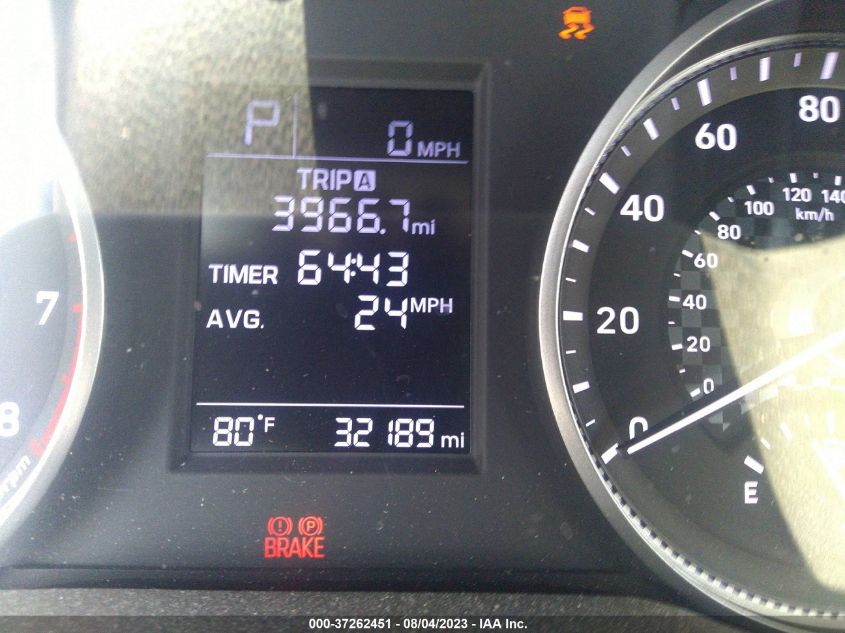 P 0 MPH
TRIP A
3966.7 mi
TIMER 64:43
AVG. 24 MPH
80°F 32189 mi
BRAKE
(!) (P)
7
8
rpm
0
20
40
60
80
0
20
40
60
80
100
120
140
km/h
E
000-37262451 - 08/04/2023 - IAA Inc.